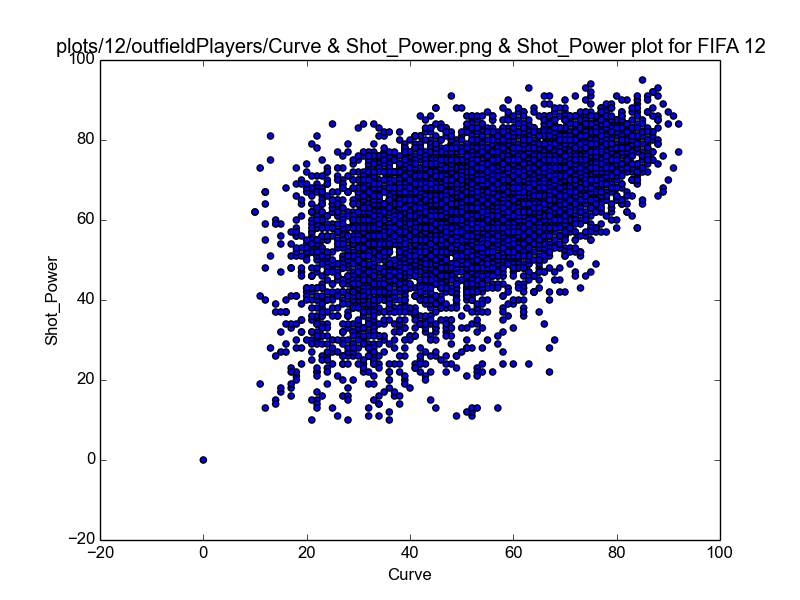 plots/12/outfieldPlayers/Curve & Shot_Power.png & Shot_Power plot for FIFA 12
100
80
60
40
20
0
−20
Shot_Power
−20 0 20 40 60 80 100
Curve